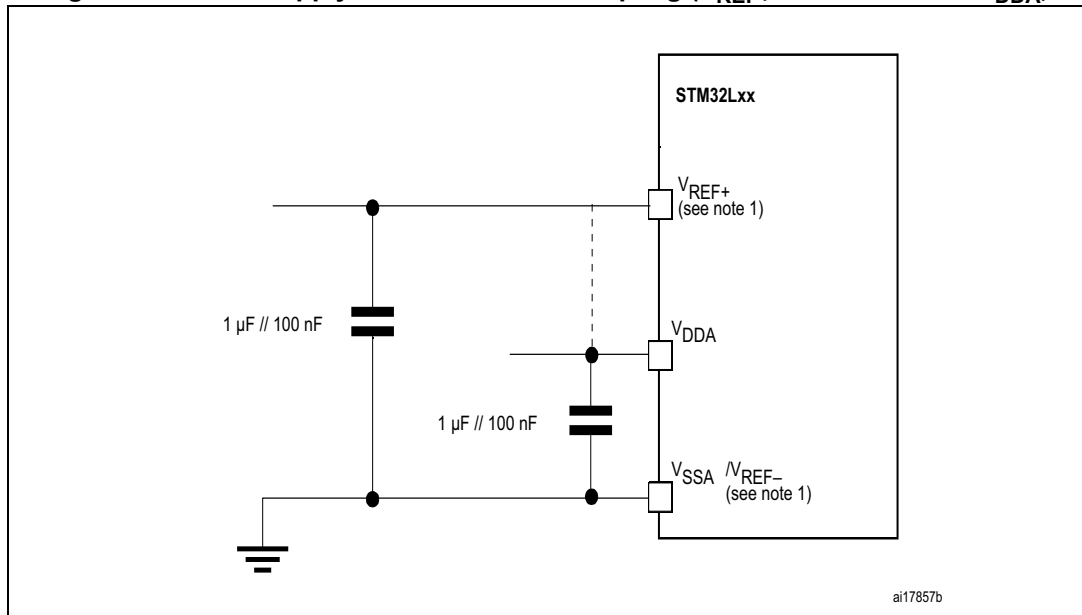 STM32Lxx
VREF+
(see note 1)
1 µF // 100 nF
VDDA
1 µF // 100 nF
VSSA /VREF–
(see note 1)
ai17857b